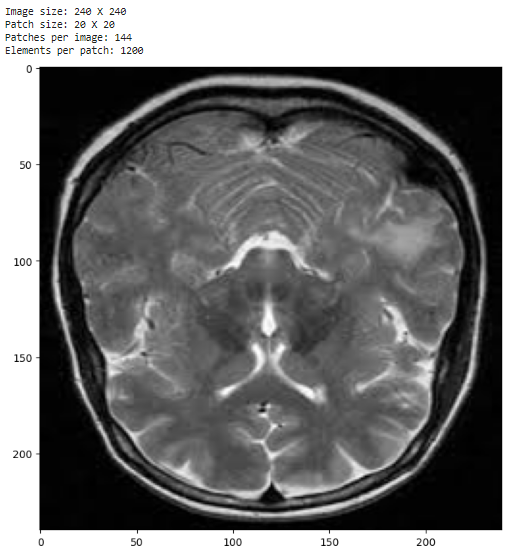 Image size: 240 X 240
Patch size: 20 X 20
Patches per image: 144
Elements per patch: 1200
0
50
100
150
200
0 50 100 150 200